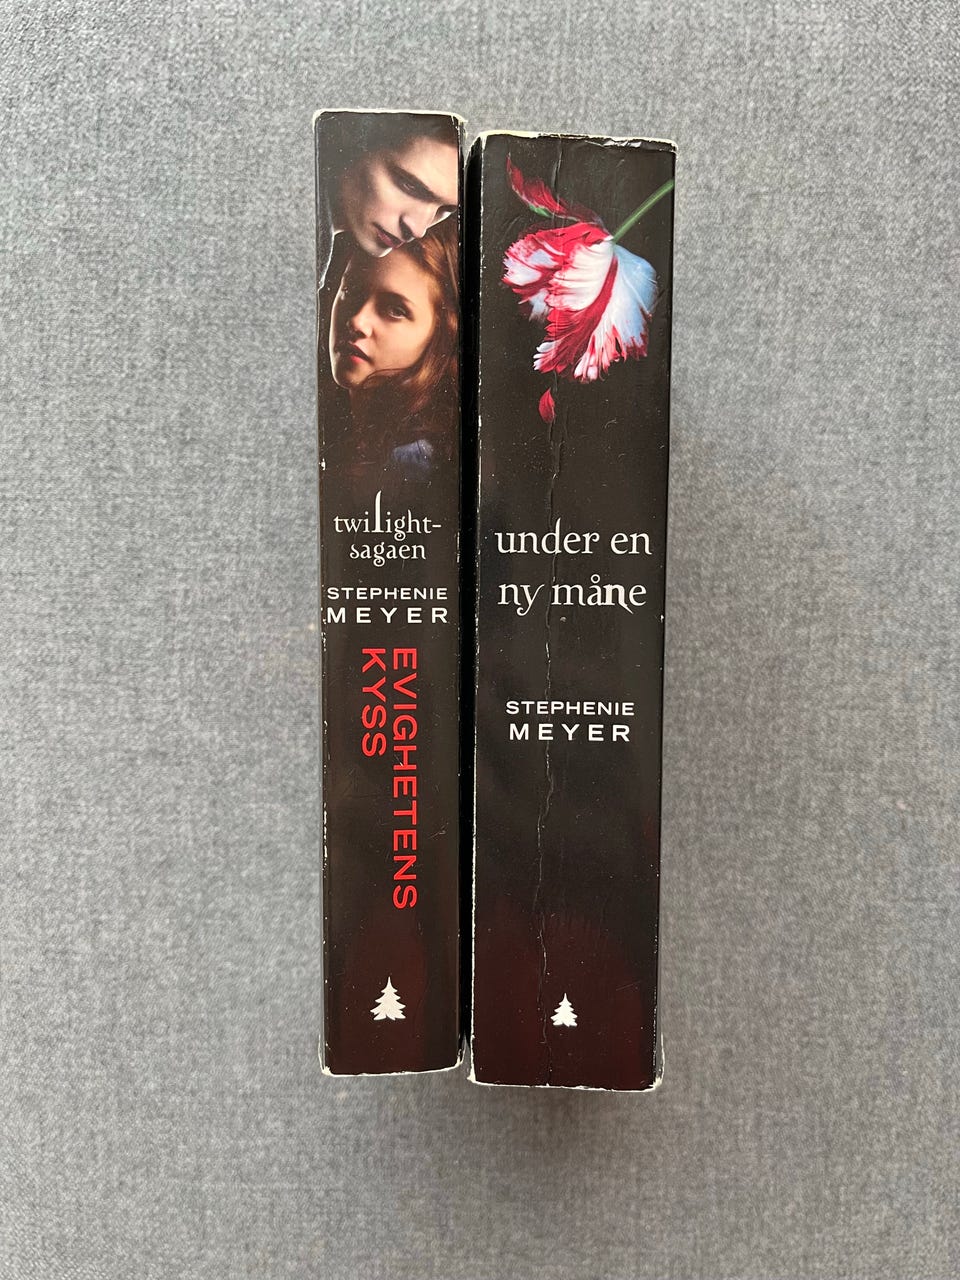 twilight-
sagaen
STEPHENIE
MEYER
EVIGHETENS
KYSS
under en
ny måne
STEPHENIE
MEYER